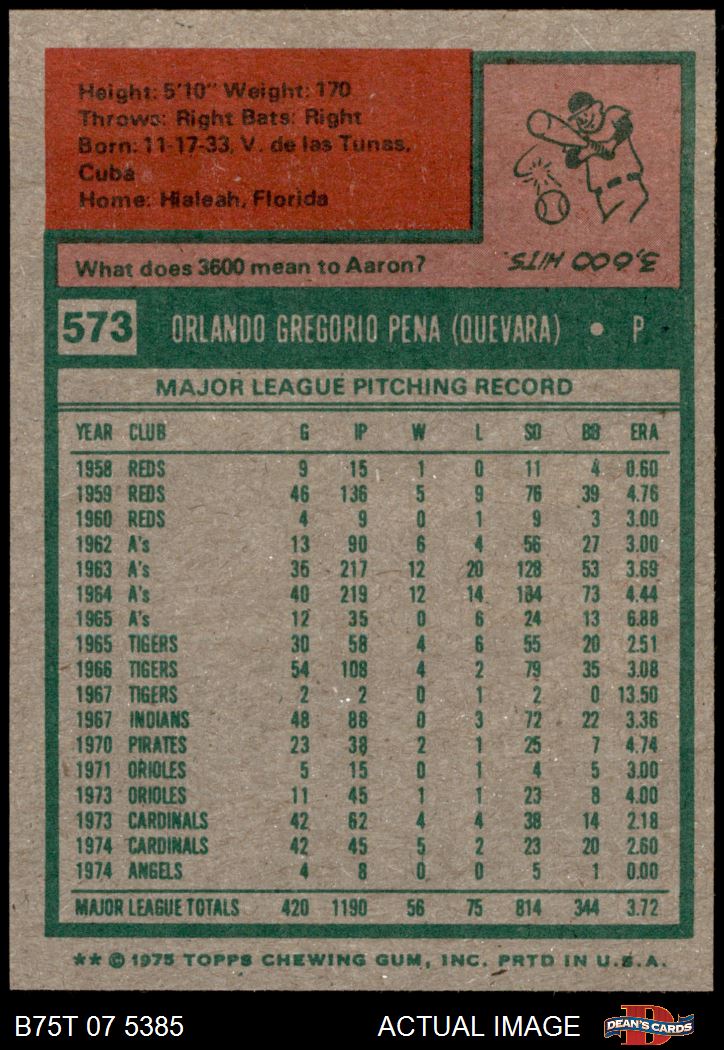 Height: 5'10" Weight: 170
Throws: Right Bats: Right
Born: 11-17-33, V. de las Tunas,
Cuba
Home: Hialeah, Florida
What does 3600 mean to Aaron?
3,600 HITS.
573 ORLANDO GREGORIO PENA (QUEVARA) • P
MAJOR LEAGUE PITCHING RECORD
YEAR CLUB G IP W L SO BB ERA
1958 REDS 9 15 1 0 11 4 0.60
1959 REDS 46 136 5 9 76 39 4.76
1960 REDS 4 9 0 1 9 3 3.00
1962 A's 13 90 6 4 56 27 3.00
1963 A's 35 217 12 20 128 53 3.69
1964 A's 40 219 12 14 184 73 4.44
1965 A's 12 35 0 6 24 13 6.88
1965 TIGERS 30 58 4 6 55 20 2.51
1966 TIGERS 54 108 4 2 79 35 3.08
1967 TIGERS 2 2 0 1 2 0 13.50
1967 INDIANS 48 88 0 3 72 22 3.36
1970 PIRATES 23 38 2 1 25 7 4.74
1971 ORIOLES 5 15 0 1 4 5 3.00
1973 ORIOLES 11 45 1 1 23 8 4.00
1973 CARDINALS 42 62 4 4 38 14 2.18
1974 CARDINALS 42 45 5 2 23 20 2.60
1974 ANGELS 4 8 0 0 5 1 0.00
MAJOR LEAGUE TOTALS 420 1190 56 75 814 344 3.72
** © 1975 TOPPS CHEWING GUM, INC. PRTD IN U.S.A.
B75T 07 5385 ACTUAL IMAGE D DEAN'S CARDS